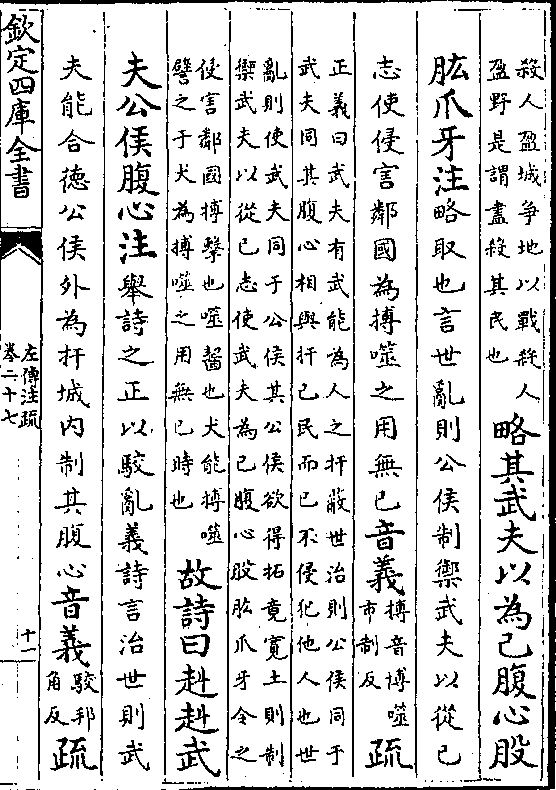 殺人盈城爭地以戰殺人
盈野是謂盡殺其民也
略其武夫以為己腹心股
肱爪牙注略取也言世亂則公侯制禦武夫以從己
志使侵害鄰國為搏噬之用無已音義
搏音博噬
市制反
疏
正義曰武夫有武能為人之扞蔽世治則公侯同于
武夫同其腹心相與扞己民而已不侵犯他人也世
亂則使武夫同于公侯其公侯欲得拓竟寛土則制
禦武夫以從己志使武夫為己腹心股肱爪牙令之
侵害鄰國搏擊也噬齧也犬能搏噬
譬之于犬為搏噬之用無已時也
故詩曰赳赳武
夫公侯腹心注舉詩之正以駮亂義詩言治世則武
夫能合德公侯外為扞城内制其腹心音義
駮邦
角反
疏
欽定四庫全書
左傳注疏
卷二十七
十一